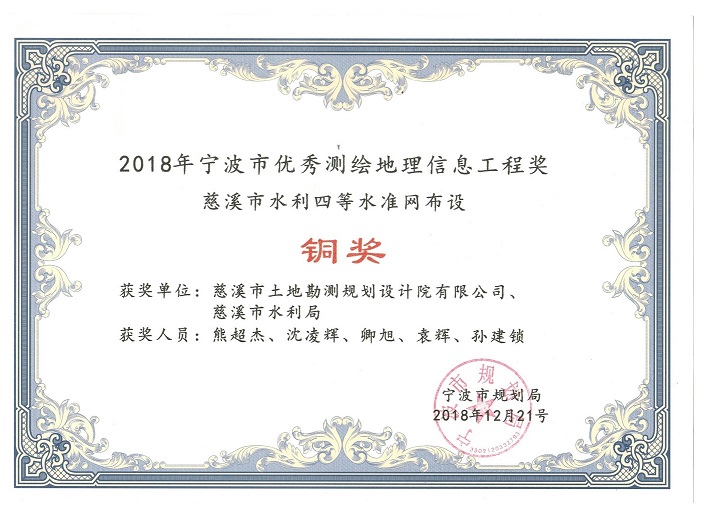 2018年宁波市优秀测绘地理信息工程奖
慈溪市水利四等水准网布设
铜奖
获奖单位：慈溪市土地勘测规划设计院有限公司、
慈溪市水利局
获奖人员：熊超杰、沈凌辉、卿旭、袁辉、孙建锁
宁波市规划局
2018年12月21号
宁波市规划局